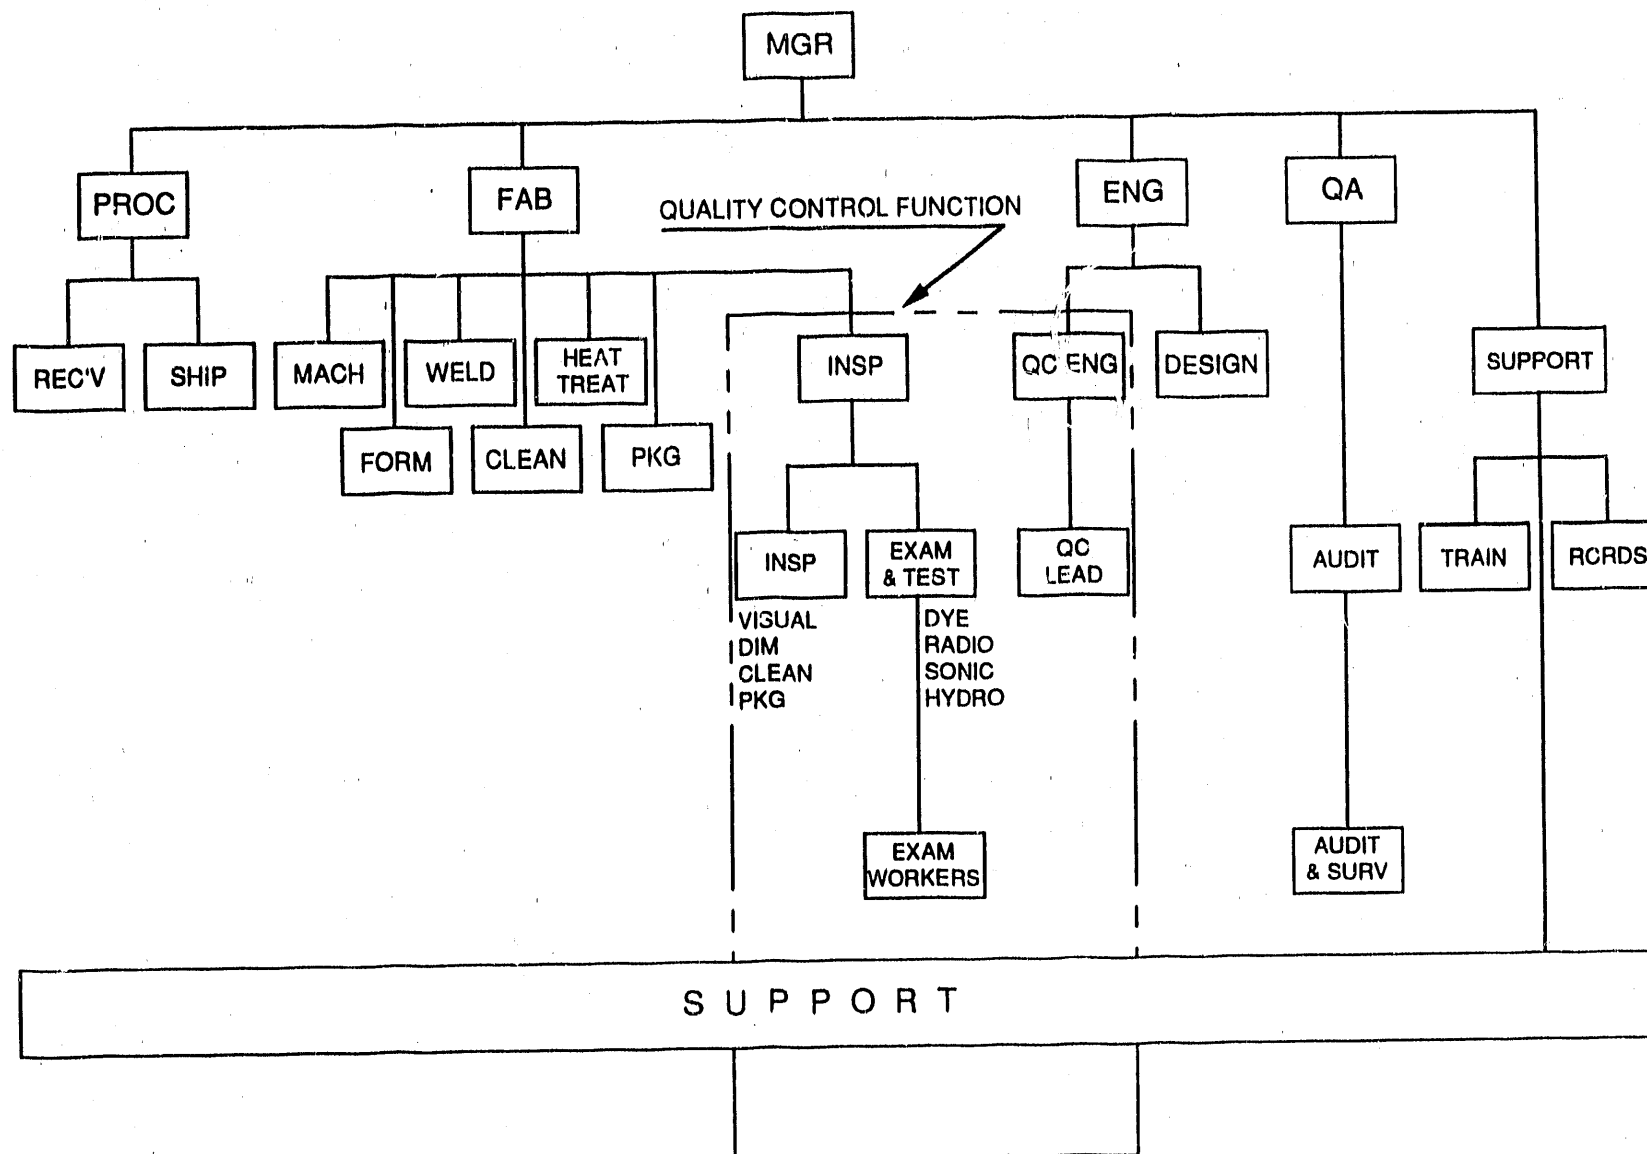 MGR
PROC
FAB
QUALITY CONTROL FUNCTION
ENG
QA
REC'V
SHIP
MACH
WELD
HEAT
TREAT
INSP
QC ENG
DESIGN
SUPPORT
FORM
CLEAN
PKG
INSP
EXAM
& TEST
QC
LEAD
AUDIT
TRAIN
RCRDS
VISUAL
DIM
CLEAN
PKG
DYE
RADIO
SONIC
HYDRO
EXAM
WORKERS
AUDIT
& SURV
SUPPORT